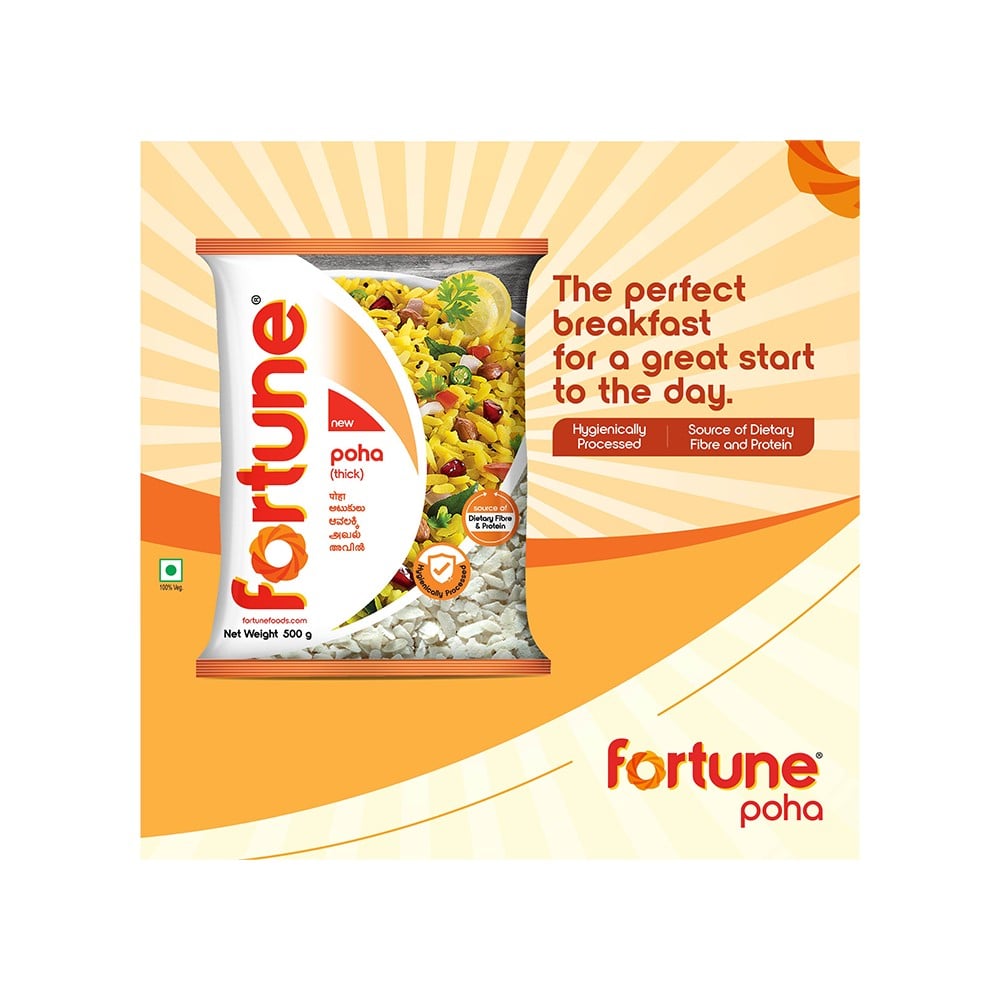 fortune®
new
poha
(thick)
पोहा
అటుకులు
ಅವಲಕ್ಕಿ
அவல்
അവിൽ
source of
Dietary Fibre
& Protein
Hygienically Processed
fortunefoods.com
Net Weight 500 g
100% Veg.
The perfect
breakfast
for a great start
to the day.
Hygienically
Processed
Source of Dietary
Fibre and Protein
fortune®
poha